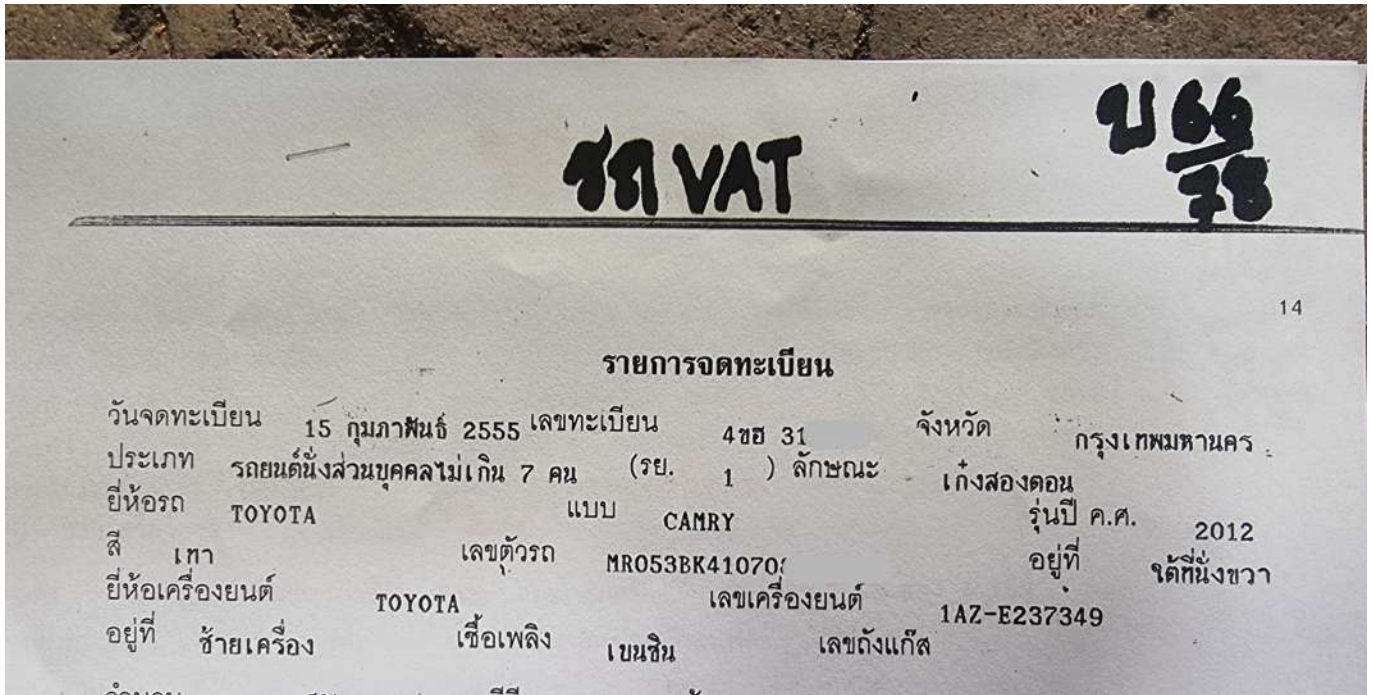 รถ VAT
บ 66
78
14
รายการจดทะเบียน
วันจดทะเบียน 15 กุมภาพันธ์ 2555 เลขทะเบียน 4ขฮ 31 จังหวัด กรุงเทพมหานคร
ประเภท รถยนต์นั่งส่วนบุคคลไม่เกิน 7 คน (รย. 1 ) ลักษณะ เก๋งสองตอน
ยี่ห้อรถ TOYOTA แบบ CAMRY รุ่นปี ค.ศ. 2012
สี เทา เลขตัวรถ MR053BK41070 อยู่ที่ ใต้ที่นั่งขวา
ยี่ห้อเครื่องยนต์ TOYOTA เลขเครื่องยนต์ 1AZ-E237349
อยู่ที่ ซ้ายเครื่อง เชื้อเพลิง เบนซิน เลขถังแก๊ส